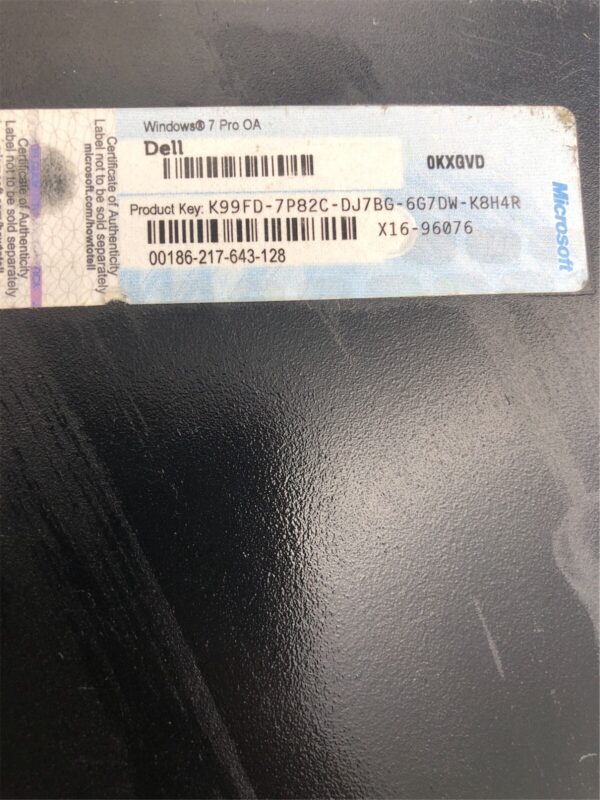 Windows® 7 Pro OA
Dell
0KXGVD
Product Key: K99FD-7P82C-DJ7BG-6G7DW-K8H4R
X16-96076
00186-217-643-128
Microsoft
Certificate of Authenticity
Label not to be sold separately
microsoft.com/howtotell
Certificate of Authenticity
Label not to be sold separately